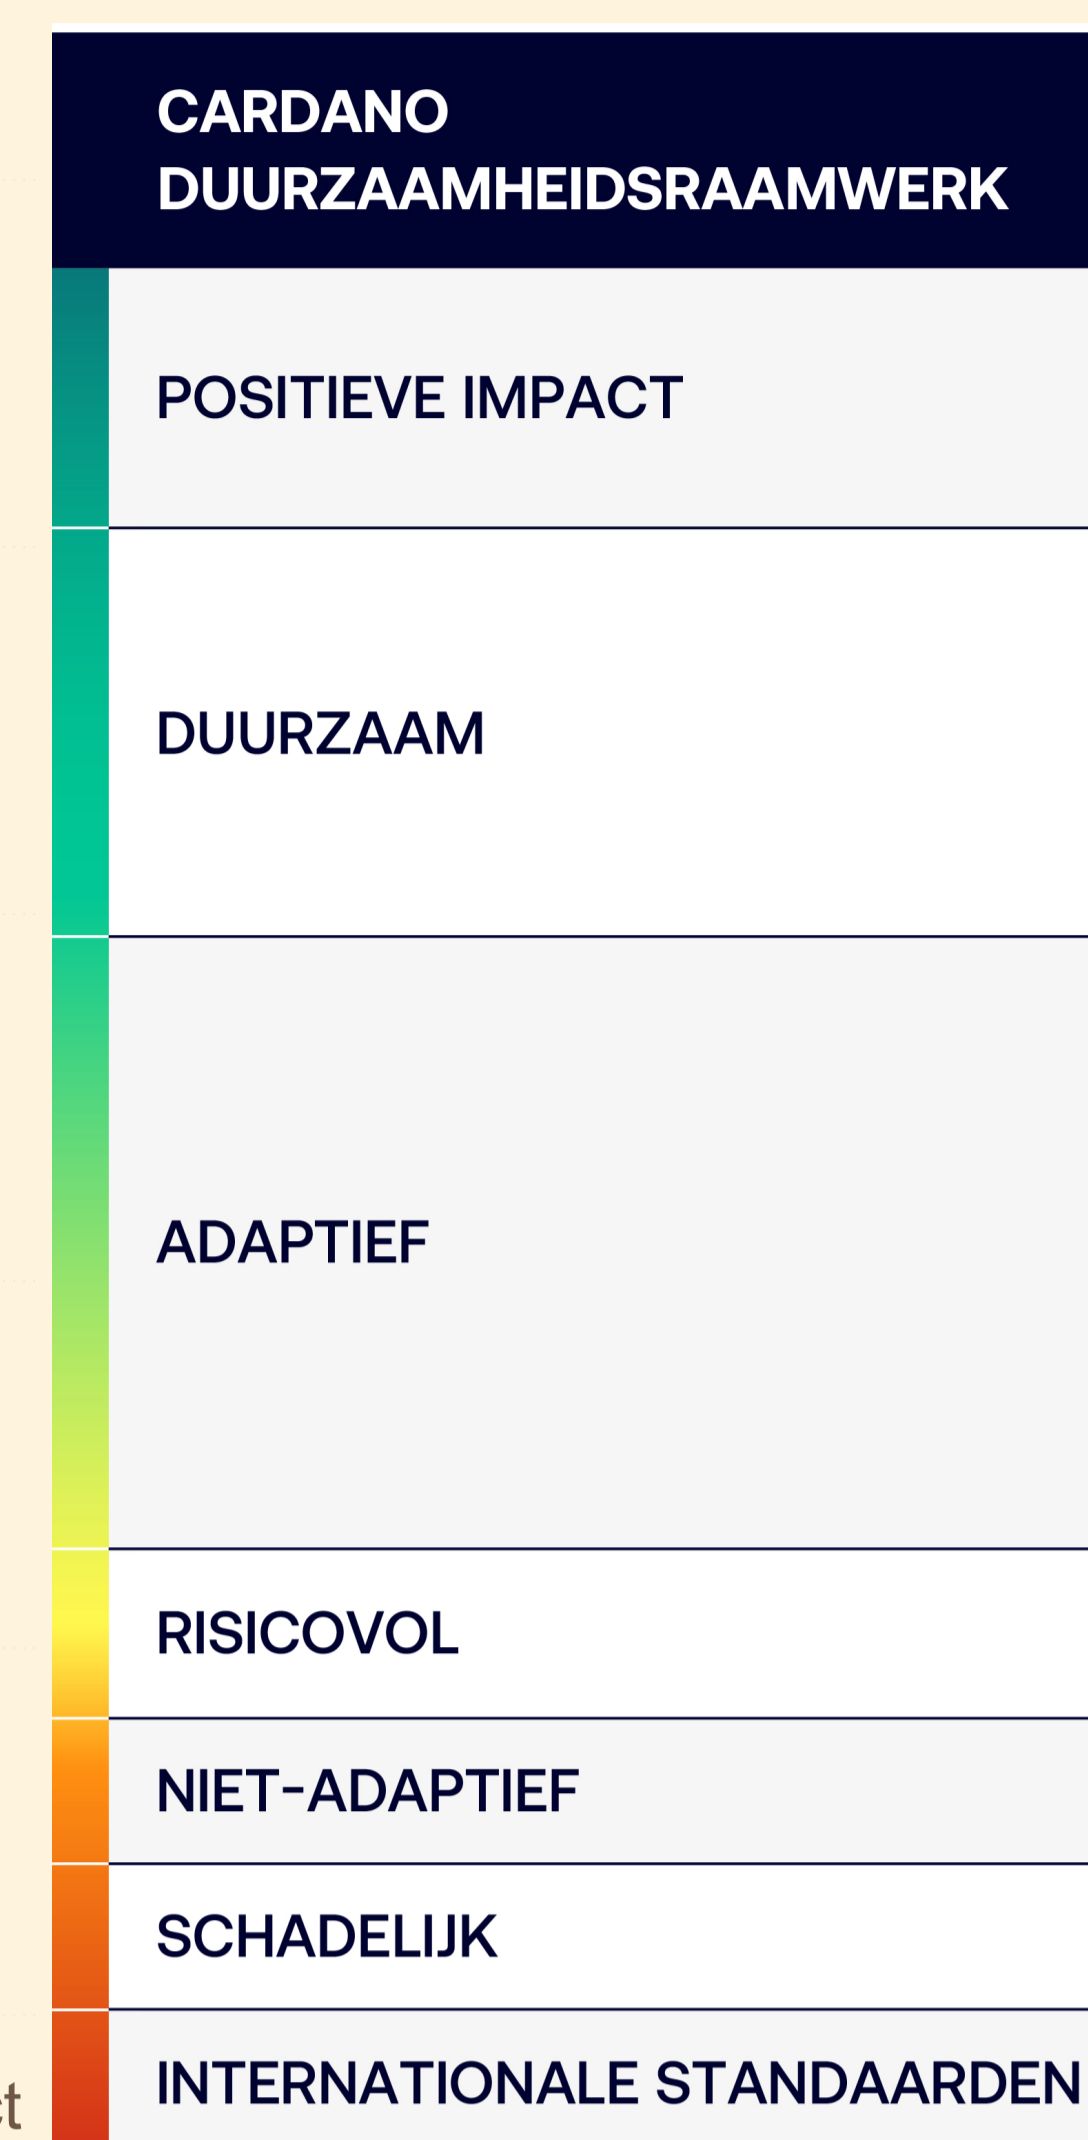 CARDANO
DUURZAAMHEIDSRAAMWERK
POSITIEVE IMPACT
DUURZAAM
ADAPTIEF
RISICOVOL
NIET-ADAPTIEF
SCHADELIJK
INTERNATIONALE STANDAARDEN